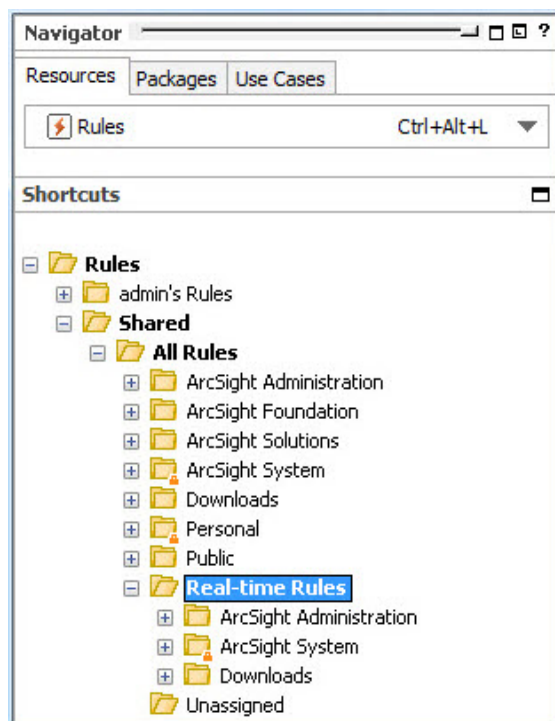 Navigator ?
Resources Packages Use Cases
Rules Ctrl+Alt+L
Shortcuts
Rules
admin's Rules
Shared
All Rules
ArcSight Administration
ArcSight Foundation
ArcSight Solutions
ArcSight System
Downloads
Personal
Public
Real-time Rules
ArcSight Administration
ArcSight System
Downloads
Unassigned